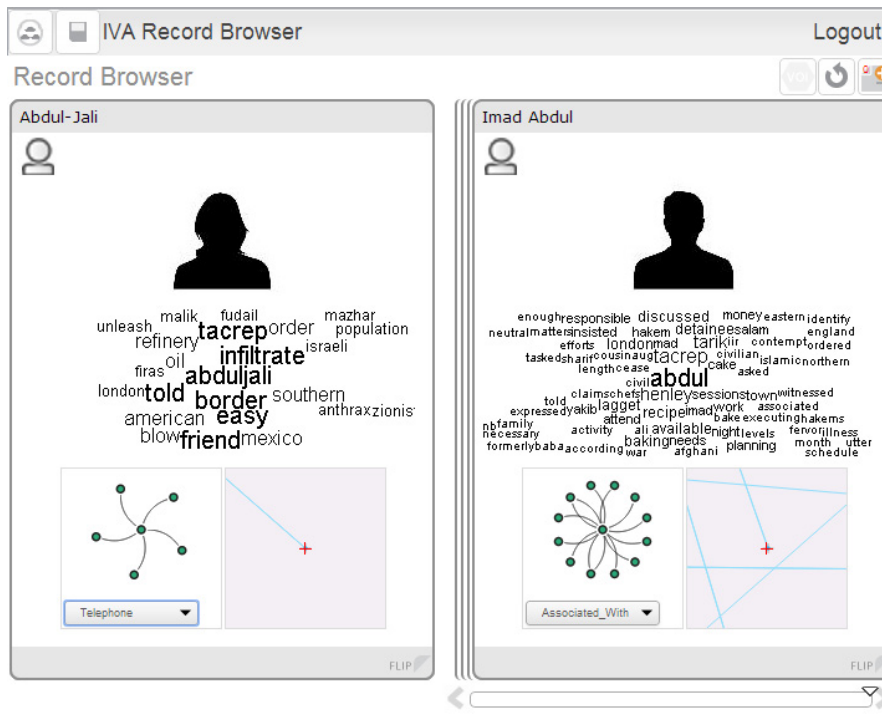 IVA Record Browser
Logout
Record Browser
Abdul-Jali
malik fudail mazhar
unleash tacrep order population
refinery infiltrate israeli
oil
firas abduljali
london told border southern
american easy anthrax zionis
blow friend mexico
Telephone
FLIP
Imad Abdul
enough responsible discussed money eastern identify
neutral matters insisted hakem detainee salam england
efforts london mad tarik iir contempt ordered
tasked sharif cousin aug tacrep civilian islamic northern
length cease cake asked
civil abdul
claims chefs henley sessions town witnessed
told
expressed yakib lagget recipe imad work associated
nb family attend bake executing hakems
necessary activity ali available night levels fervor illness
formerly baba according baking needs planning month utter
war afghani schedule
Associated_With
FLIP